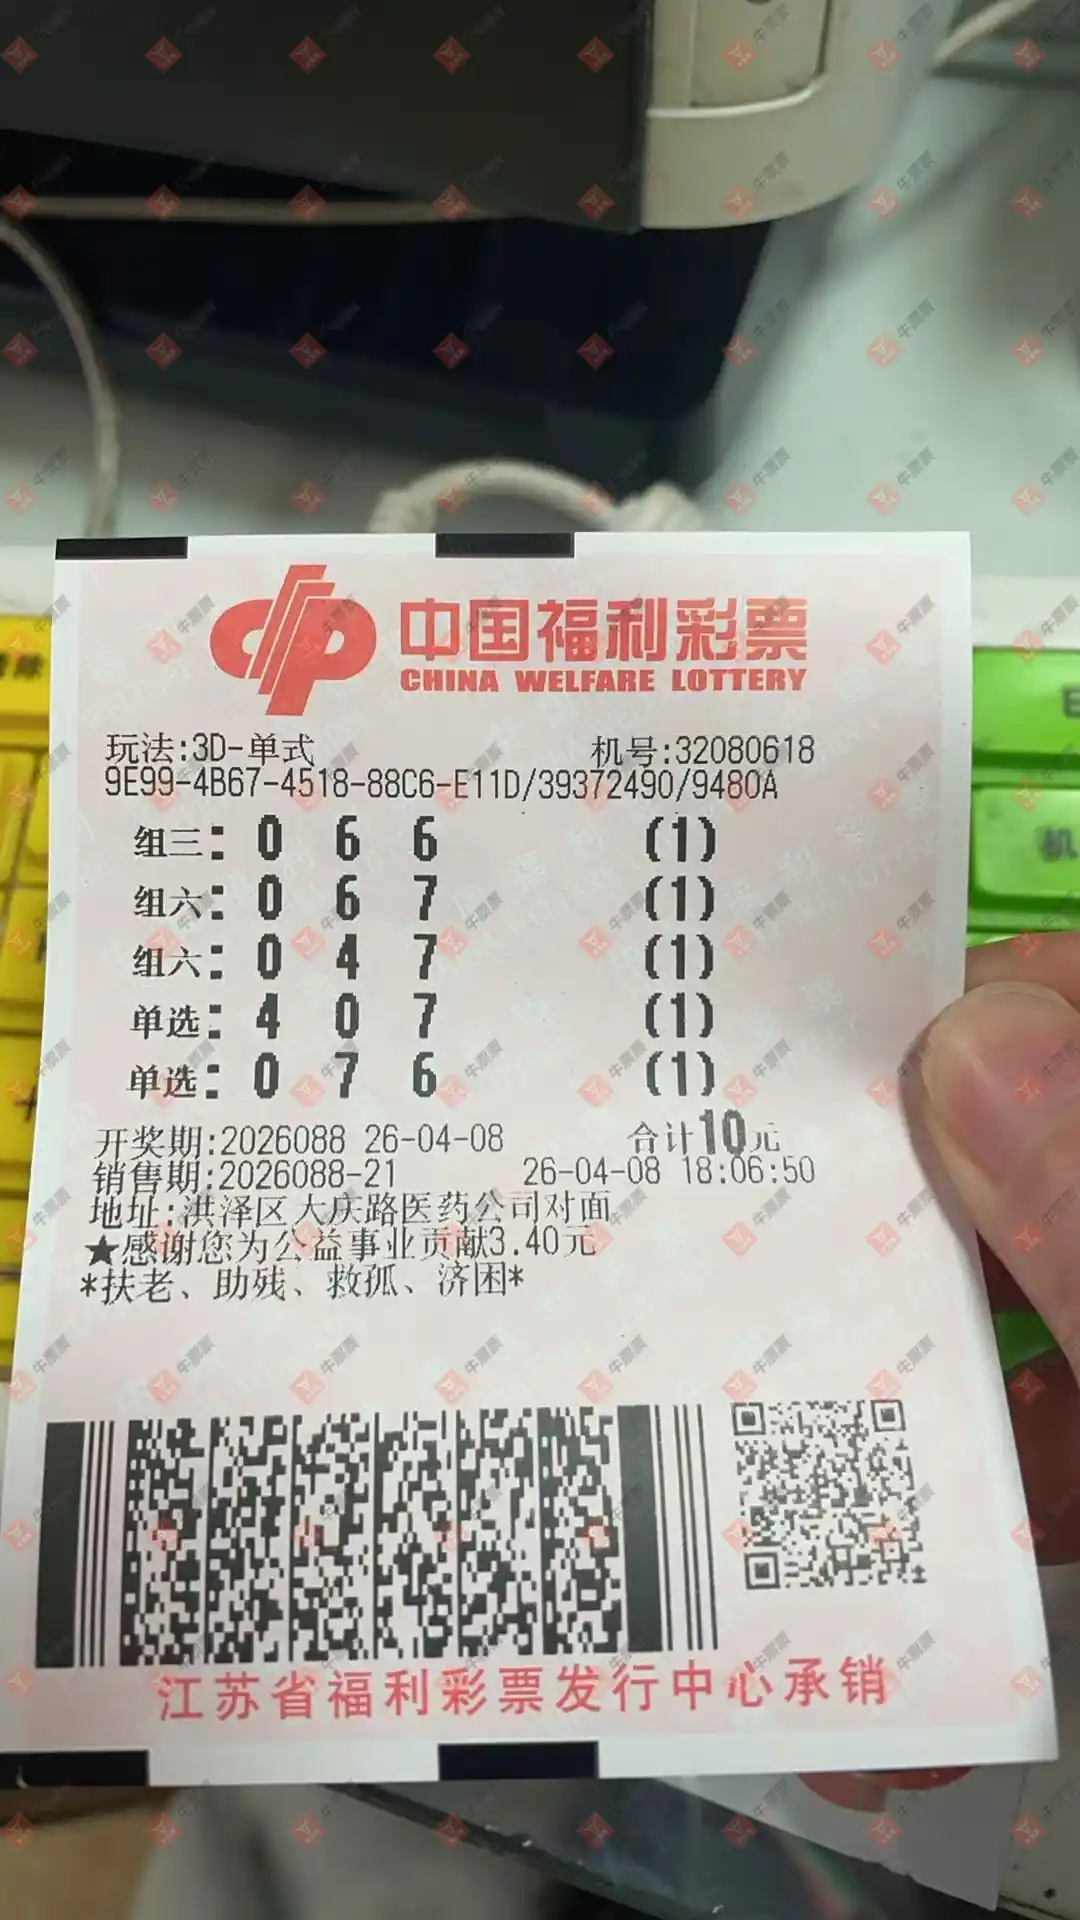 中国福利彩票
CHINA WELFARE LOTTERY
玩法:3D-单式 机号:32080618
9E99-4B67-4518-88C6-E11D/39372490/9480A
组三: 0 6 6 (1)
组六: 0 6 7 (1)
组六: 0 4 7 (1)
单选: 4 0 7 (1)
单选: 0 7 6 (1)
开奖期:2026088 26-04-08 合计10元
销售期:2026088-21 26-04-08 18:06:50
地址:洪泽区大庆路医药公司对面
★感谢您为公益事业贡献3.40元
*扶老、助残、救孤、济困*
江苏省福利彩票发行中心承销
牛票票